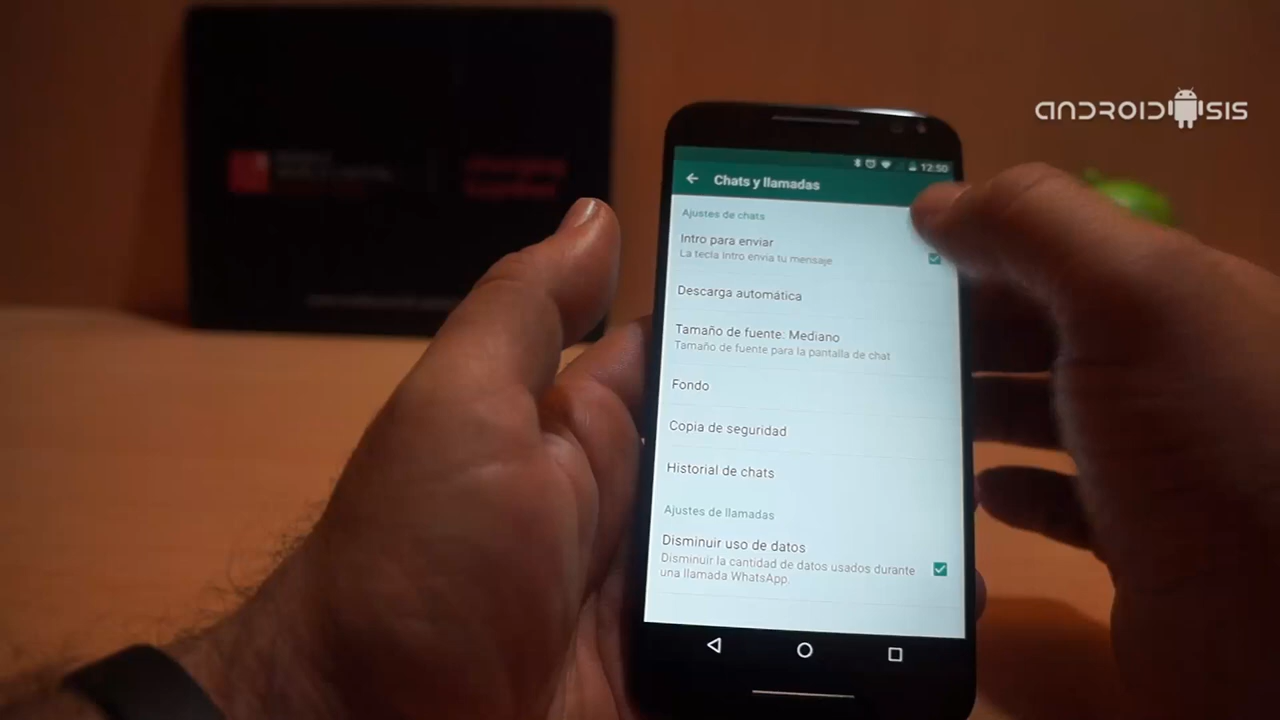 ANDROIDSIS
12:50
Chats y llamadas
Ajustes de chats
Intro para enviar
La tecla Intro envía tu mensaje
Descarga automática
Tamaño de fuente: Mediano
Tamaño de fuente para la pantalla de chat
Fondo
Copia de seguridad
Historial de chats
Ajustes de llamadas
Disminuir uso de datos
Disminuir la cantidad de datos usados durante
una llamada WhatsApp.